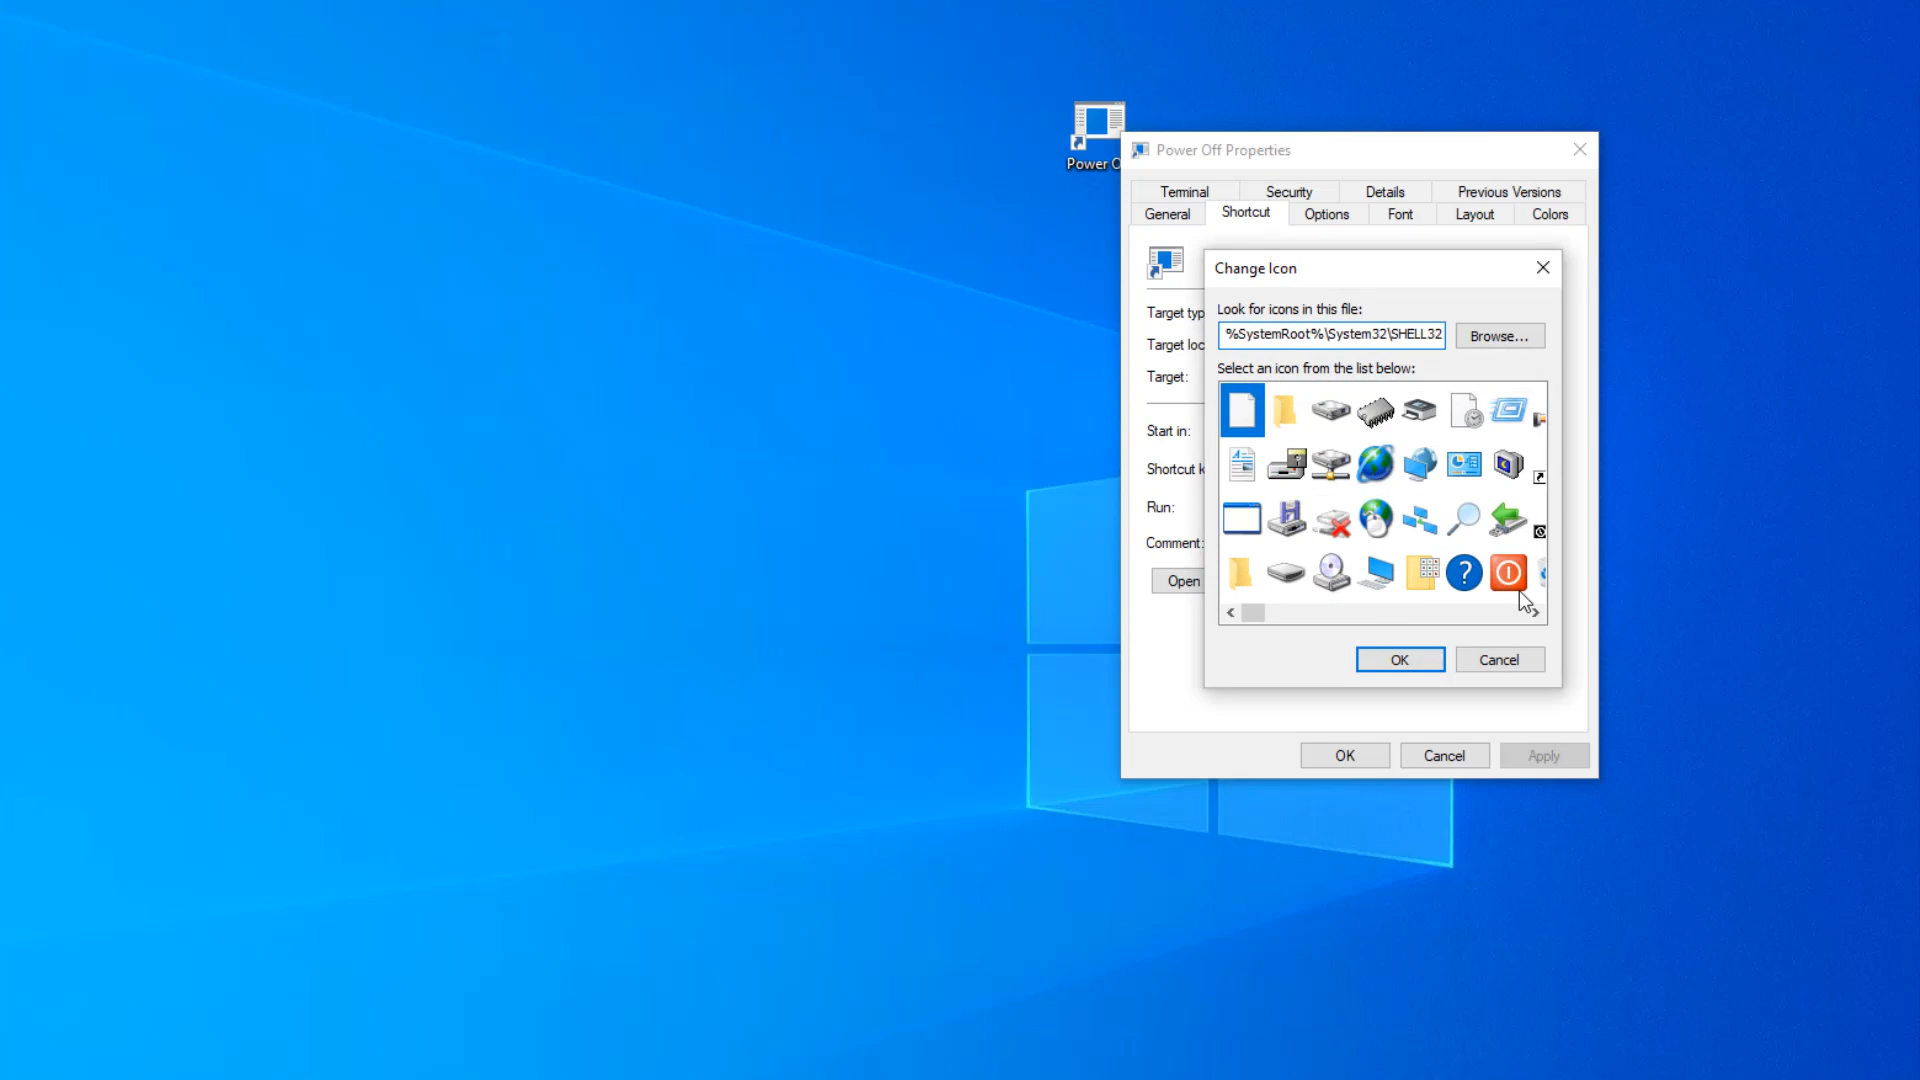 Power O
Power Off Properties
Terminal
Security
Details
Previous Versions
General
Shortcut
Options
Font
Layout
Colors
Change Icon
Look for icons in this file:
%SystemRoot%\System32\SHELL32
Browse...
Select an icon from the list below:
Target typ
Target loc
Target:
Start in:
Shortcut k
Run:
Comment:
Open
OK
Cancel
OK
Cancel
Apply